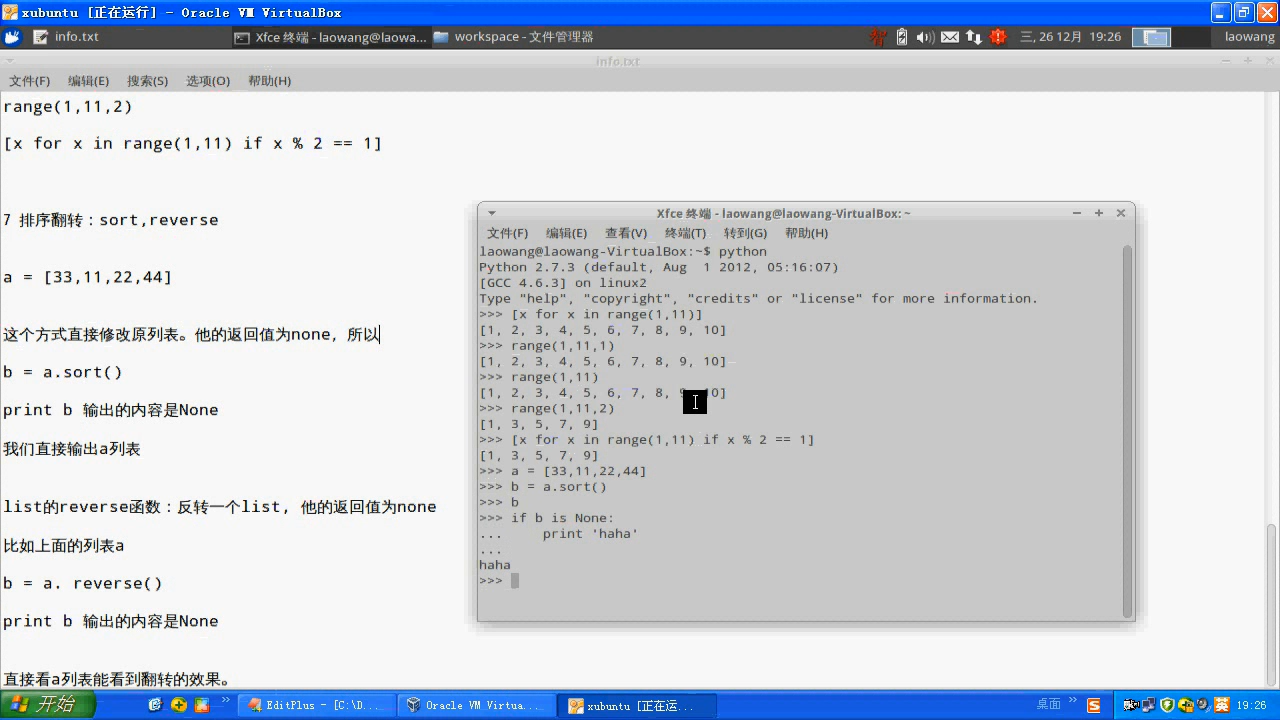 xubuntu [正在运行] - Oracle VM VirtualBox
info.txt
Xfce 终端 - laowang@laowa...
workspace - 文件管理器
三, 26 12月 19:26
laowang
info.txt
文件(F) 编辑(E) 搜索(S) 选项(O) 帮助(H)
range(1,11,2)
[x for x in range(1,11) if x % 2 == 1]
7 排序翻转：sort,reverse
a = [33,11,22,44]
这个方式直接修改原列表。他的返回值为none, 所以
b = a.sort()
print b 输出的内容是None
我们直接输出a列表
list的reverse函数：反转一个list, 他的返回值为none
比如上面的列表a
b = a. reverse()
print b 输出的内容是None
直接看a列表能看到翻转的效果。
Xfce 终端 - laowang@laowang-VirtualBox: ~
文件(F) 编辑(E) 查看(V) 终端(T) 转到(G) 帮助(H)
laowang@laowang-VirtualBox:~$ python
Python 2.7.3 (default, Aug  1 2012, 05:16:07)
[GCC 4.6.3] on linux2
Type "help", "copyright", "credits" or "license" for more information.
>>> [x for x in range(1,11)]
[1, 2, 3, 4, 5, 6, 7, 8, 9, 10]
>>> range(1,11,1)
[1, 2, 3, 4, 5, 6, 7, 8, 9, 10]
>>> range(1,11)
[1, 2, 3, 4, 5, 6, 7, 8, 9, 10]
>>> range(1,11,2)
[1, 3, 5, 7, 9]
>>> [x for x in range(1,11) if x % 2 == 1]
[1, 3, 5, 7, 9]
>>> a = [33,11,22,44]
>>> b = a.sort()
>>> b
>>> if b is None:
...     print 'haha'
...
haha
>>>
开始
EditPlus - [C:\D...
Oracle VM Virtua...
xubuntu [正在运...
桌面
英
19:26